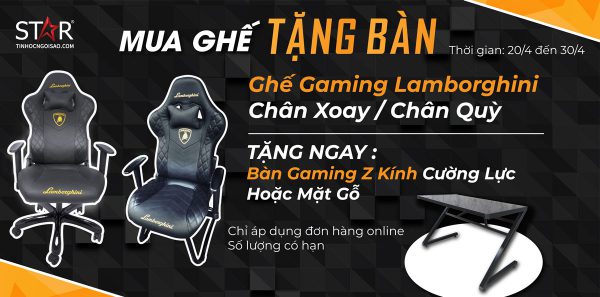 STAR®
TINHOCNGOISAO.COM
MUA GHẾ TẶNG BÀN
Thời gian: 20/4 đến 30/4
Ghế Gaming Lamborghini
Chân Xoay / Chân Quỳ
TẶNG NGAY :
Bàn Gaming Z Kính Cường Lực
Hoặc Mặt Gỗ
Chỉ áp dụng đơn hàng online
Số lượng có hạn
Lamborghini
Lamborghini
Lamborghini
Lamborghini